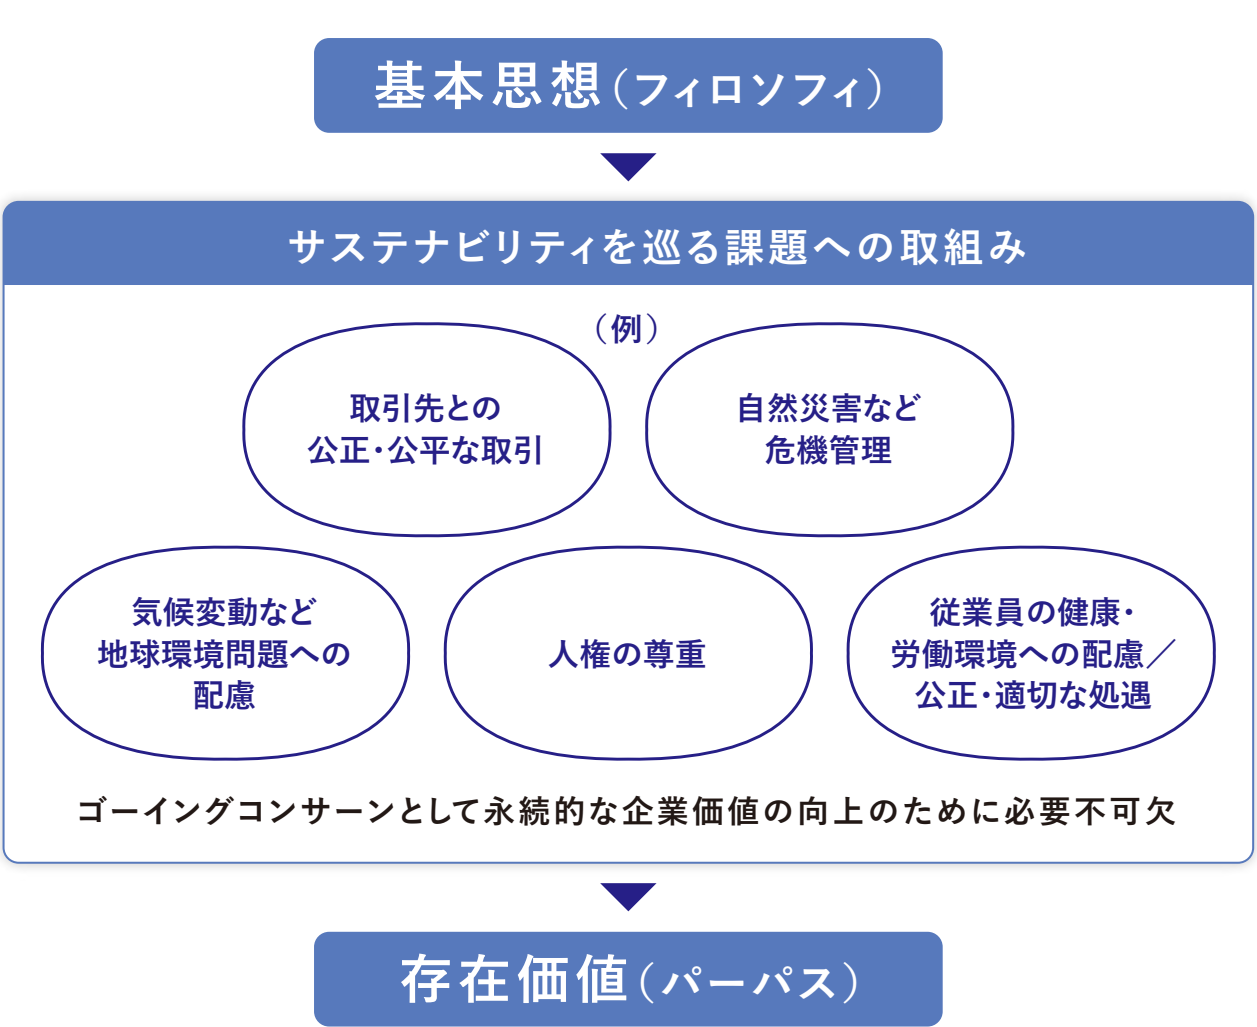 基本思想（フィロソフィ）
サステナビリティを巡る課題への取組み
（例）
取引先との
公正・公平な取引
自然災害など
危機管理
気候変動など
地球環境問題への
配慮
人権の尊重
従業員の健康・
労働環境への配慮／
公正・適切な処遇
ゴーイングコンサーンとして永続的な企業価値の向上のために必要不可欠
存在価値（パーパス）